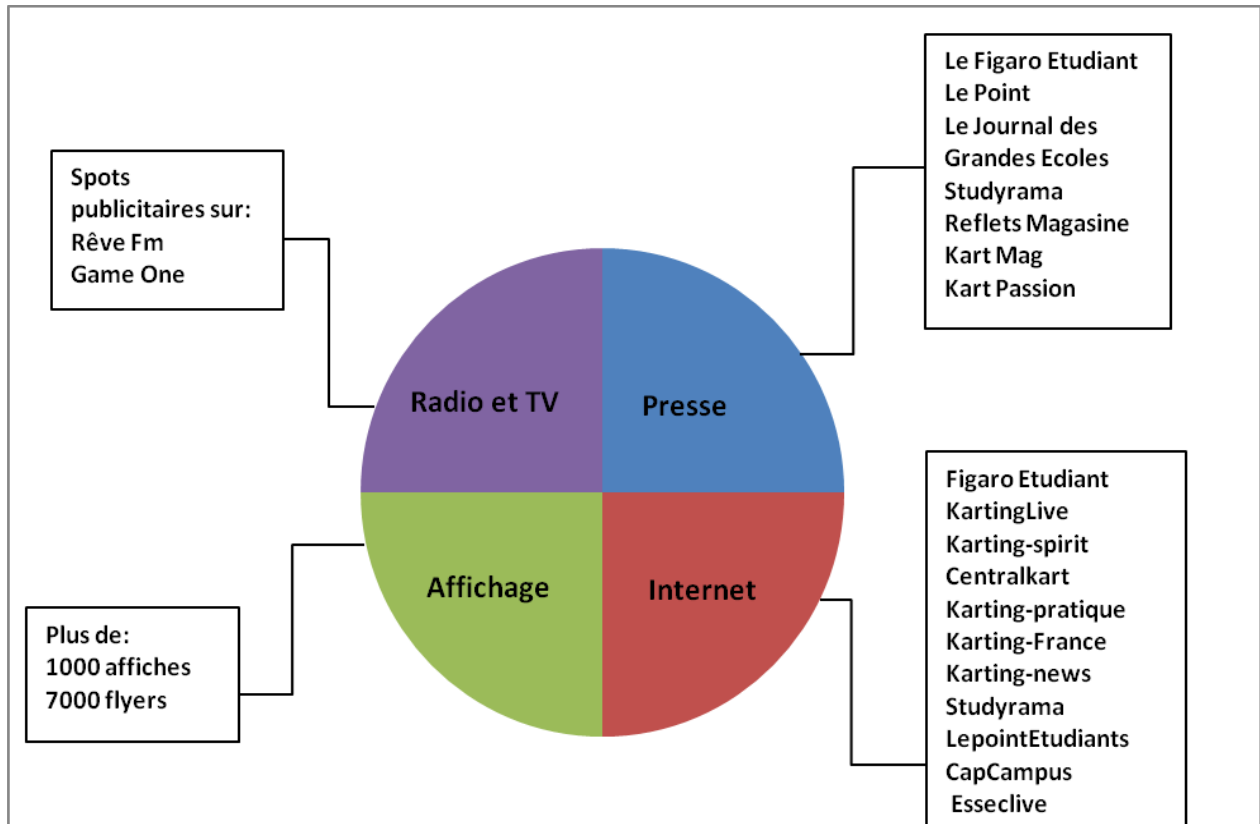 Spots
publicitaires sur:
Rêve Fm
Game One
Le Figaro Etudiant
Le Point
Le Journal des
Grandes Ecoles
Studyrama
Reflets Magasine
Kart Mag
Kart Passion
Radio et TV
Presse
Affichage
Internet
Plus de:
1000 affiches
7000 flyers
Figaro Etudiant
KartingLive
Karting-spirit
Centralkart
Karting-pratique
Karting-France
Karting-news
Studyrama
LepointEtudiants
CapCampus
Esseclive